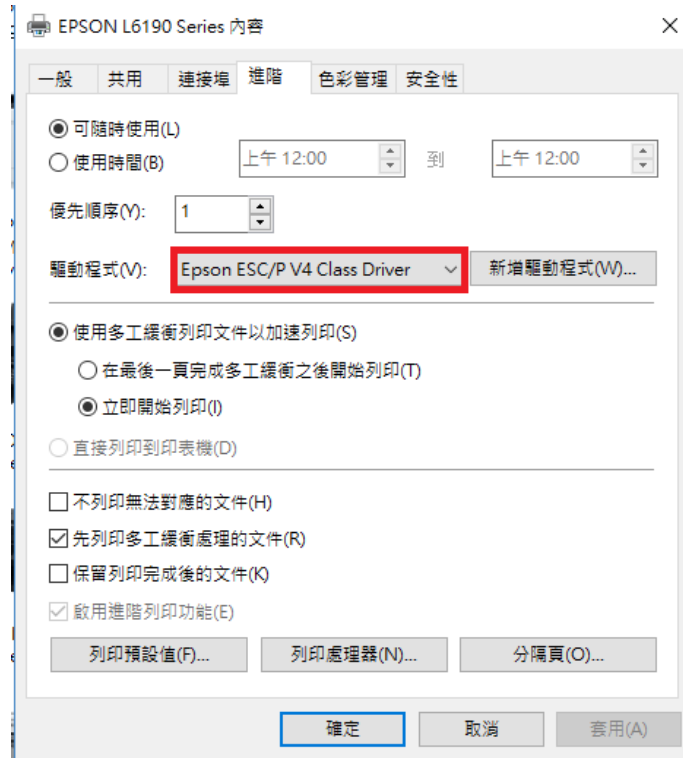 EPSON L6190 Series 內容
一般 共用 連接埠 進階 色彩管理 安全性
可隨時使用(L)
使用時間(B) 上午 12:00 到 上午 12:00
優先順序(Y): 1
驅動程式(V): Epson ESC/P V4 Class Driver 新增驅動程式(W)...
使用多工緩衝列印文件以加速列印(S)
在最後一頁完成多工緩衝之後開始列印(T)
立即開始列印(I)
直接列印到印表機(D)
不列印無法對應的文件(H)
先列印多工緩衝處理的文件(R)
保留列印完成後的文件(K)
啟用進階列印功能(E)
列印預設值(F)... 列印處理器(N)... 分隔頁(O)...
確定 取消 套用(A)